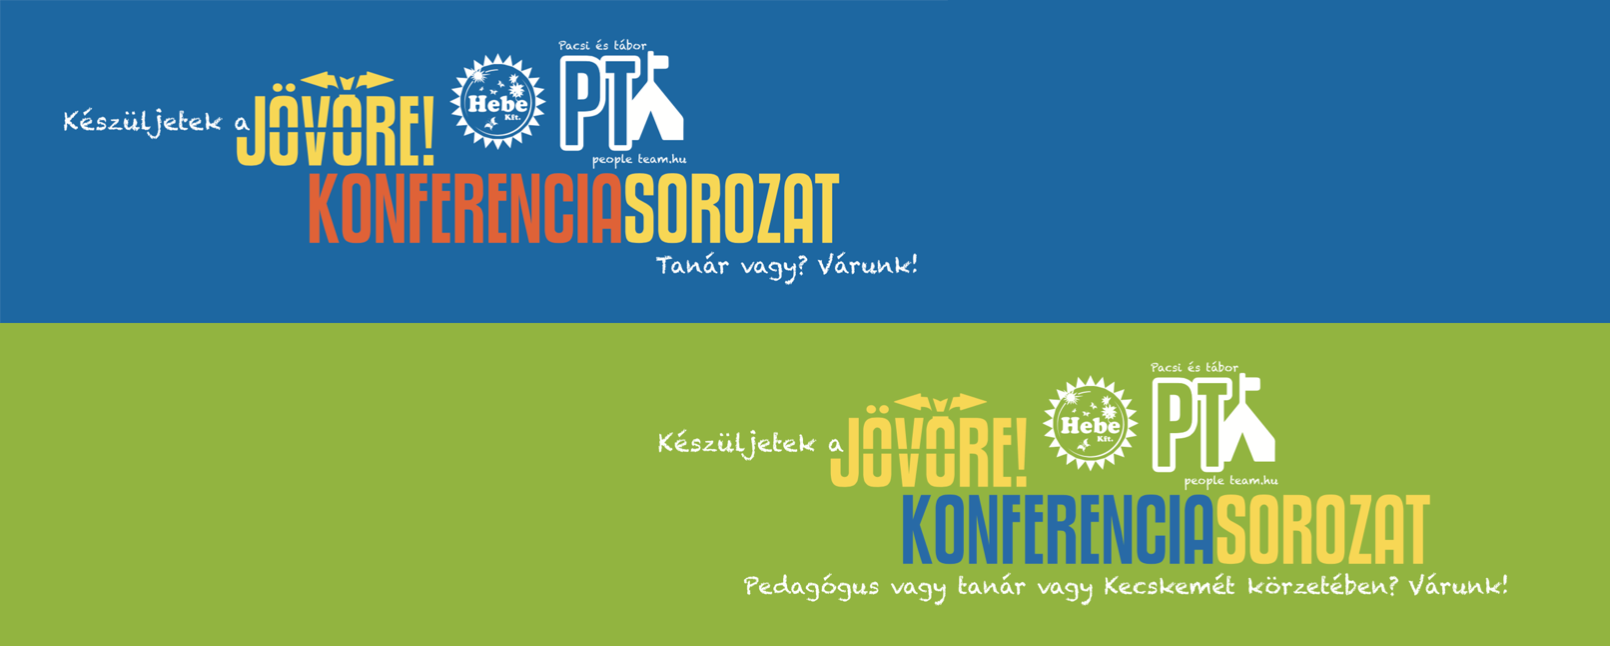 Pacsi és tábor
PT
Hebe
Kft.
Készüljetek a JÖVŐRE!
people team.hu
KONFERENCIASOROZAT
Tanár vagy? Várunk!
Pacsi és tábor
PT
Hebe
Kft.
Készüljetek a JÖVŐRE!
people team.hu
KONFERENCIASOROZAT
Pedagógus vagy tanár vagy Kecskemét körzetében? Várunk!